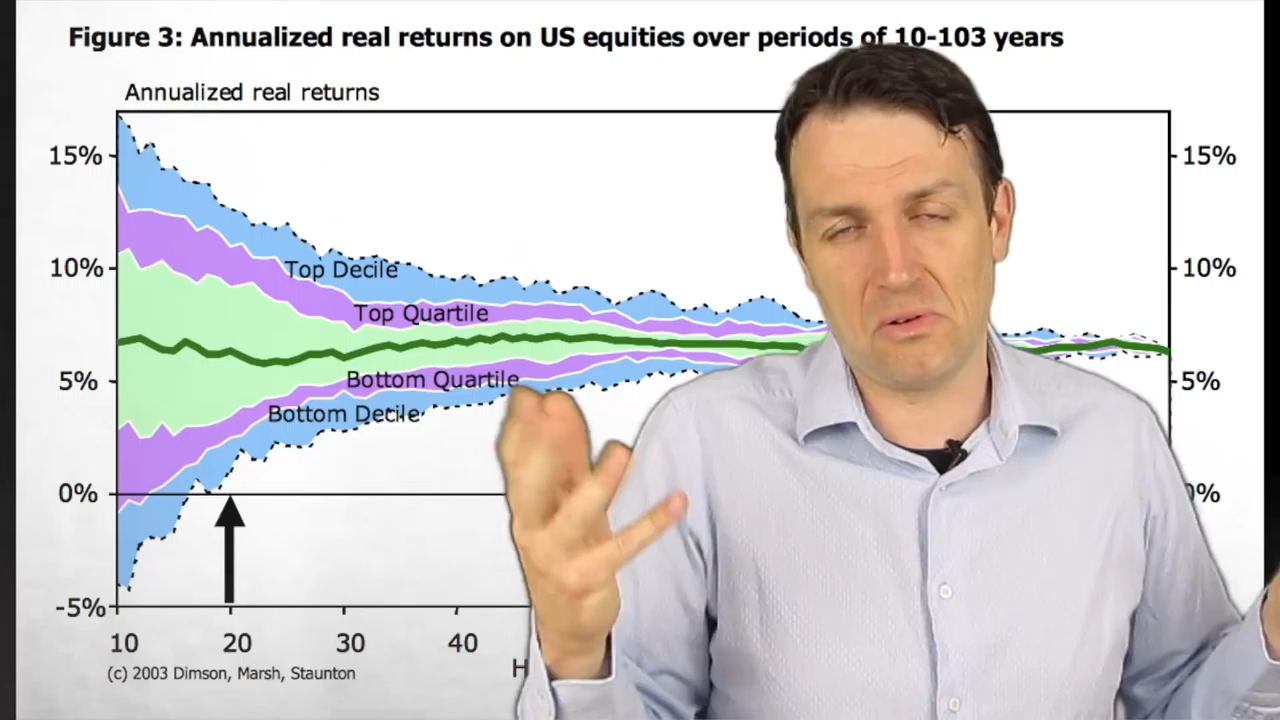 Figure 3: Annualized real returns on US equities over periods of 10-103 years
Annualized real returns
15%
15%
10%
10%
Top Decile
Top Quartile
5%
Bottom Quartile
5%
Bottom Decile
0%
0%
-5%
10 20 30 40
(c) 2003 Dimson, Marsh, Staunton
H